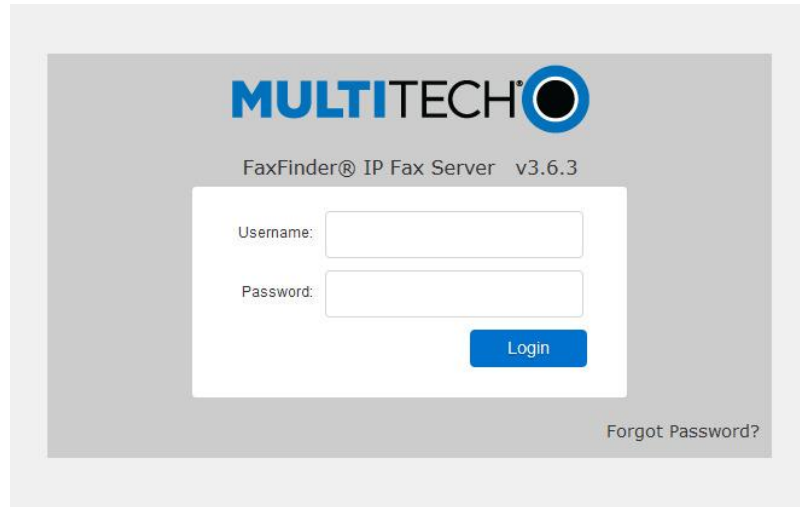 MULTITECH®
FaxFinder® IP Fax Server v3.6.3
Username:
Password:
Login
Forgot Password?